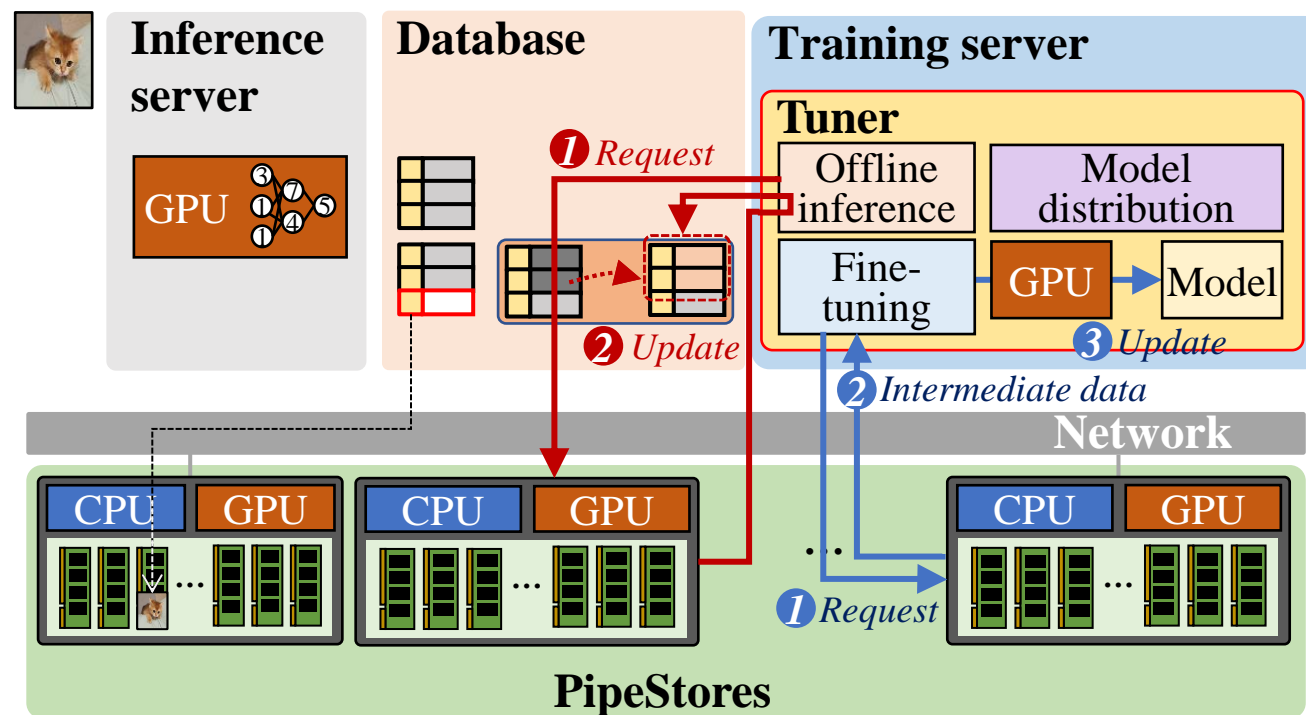 Inference
server
Database
Training server
Tuner
1 Request
Offline
inference
Model
distribution
GPU
3
1
1
7
4
5
Fine-
tuning
GPU
Model
2 Update
3 Update
2 Intermediate data
Network
CPU
GPU
CPU
GPU
CPU
GPU
...
...
...
...
1 Request
PipeStores